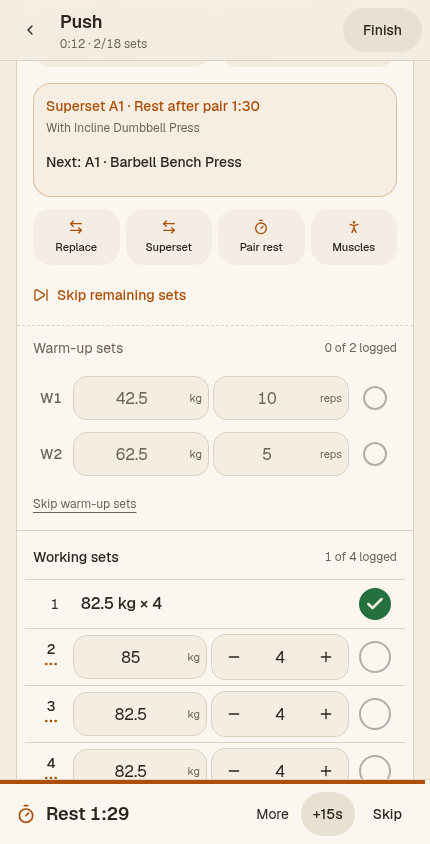 Push
0:12 · 2/18 sets
Finish
Superset A1 · Rest after pair 1:30
With Incline Dumbbell Press
Next: A1 · Barbell Bench Press
Replace
Superset
Pair rest
Muscles
Skip remaining sets
Warm-up sets
0 of 2 logged
W1 42.5 kg 10 reps
W2 62.5 kg 5 reps
Skip warm-up sets
Working sets
1 of 4 logged
1 82.5 kg × 4
2 85 kg − 4 +
3 82.5 kg − 4 +
4 82.5 kg − 4 +
Rest 1:29
More
+15s
Skip